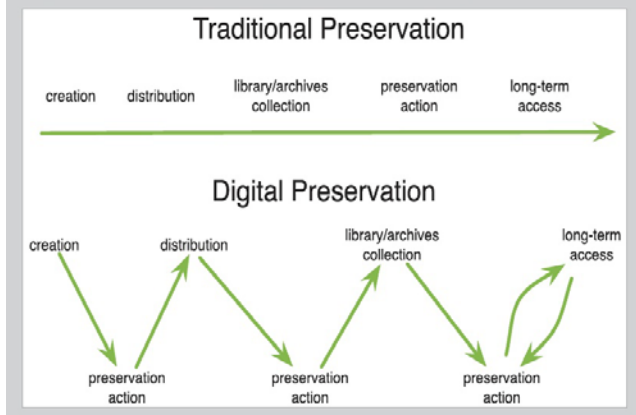 Traditional Preservation
creation distribution library/archives collection preservation action long-term access
Digital Preservation
creation distribution library/archives collection long-term access
preservation action preservation action preservation action